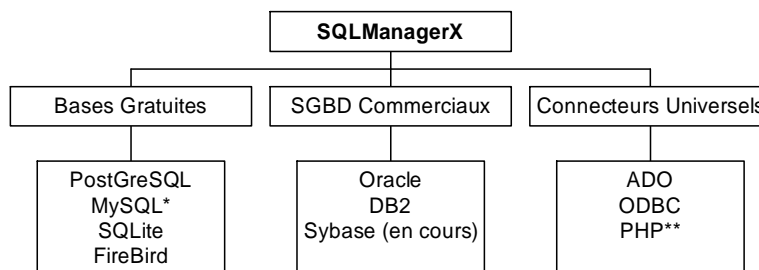 SQLManagerX
Bases Gratuites
SGBD Commerciaux
Connecteurs Universels
PostGreSQL
MySQL*
SQLite
FireBird
Oracle
DB2
Sybase (en cours)
ADO
ODBC
PHP**